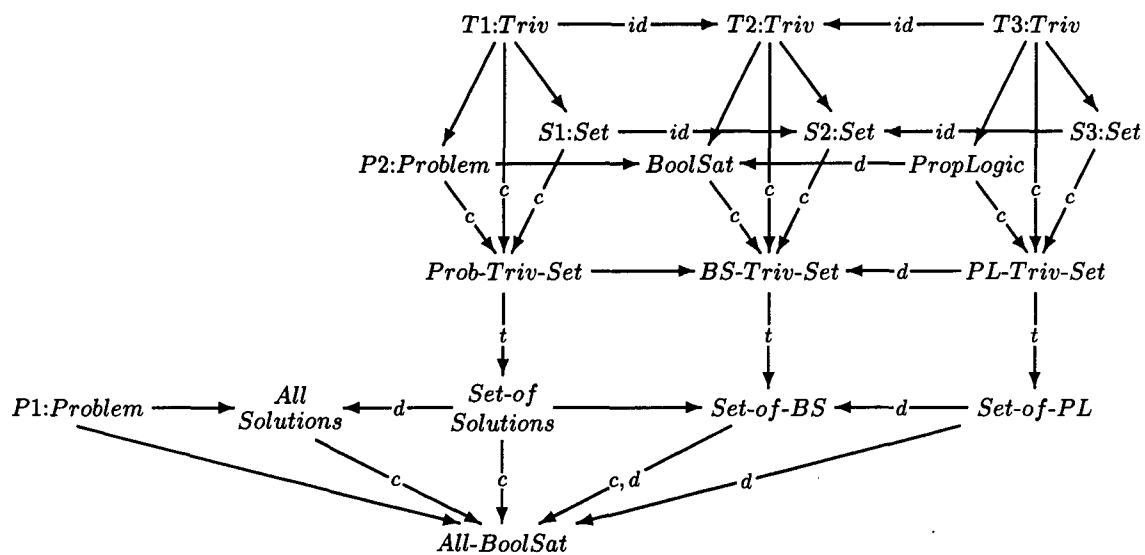 T1:Triv id T2:Triv id T3:Triv
S1:Set id S2:Set id S3:Set
P2:Problem BoolSat d PropLogic
c c c
c c c c c c
Prob-Triv-Set BS-Triv-Set d PL-Triv-Set
t t t
P1:Problem All Solutions d Set-of Solutions Set-of-BS d Set-of-PL
c c c, d d
All-BoolSat